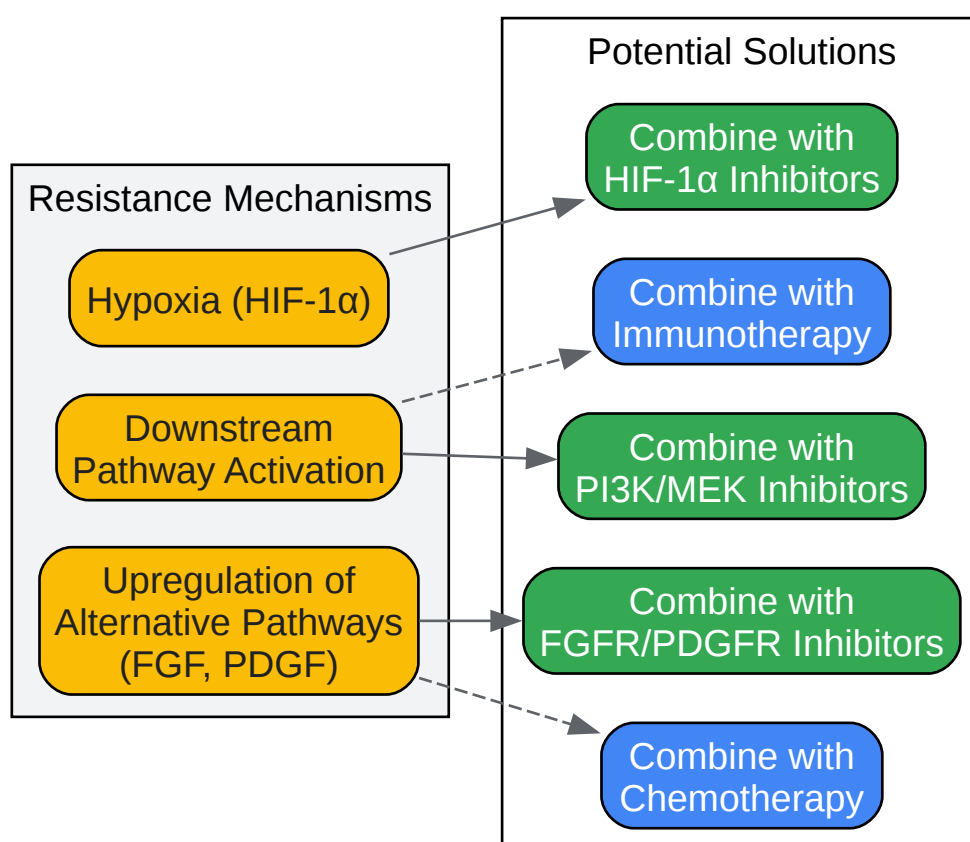 Resistance Mechanisms
Hypoxia (HIF-1α)
Downstream
Pathway Activation
Upregulation of
Alternative Pathways
(FGF, PDGF)
Potential Solutions
Combine with
HIF-1α Inhibitors
Combine with
Immunotherapy
Combine with
PI3K/MEK Inhibitors
Combine with
FGFR/PDGFR Inhibitors
Combine with
Chemotherapy